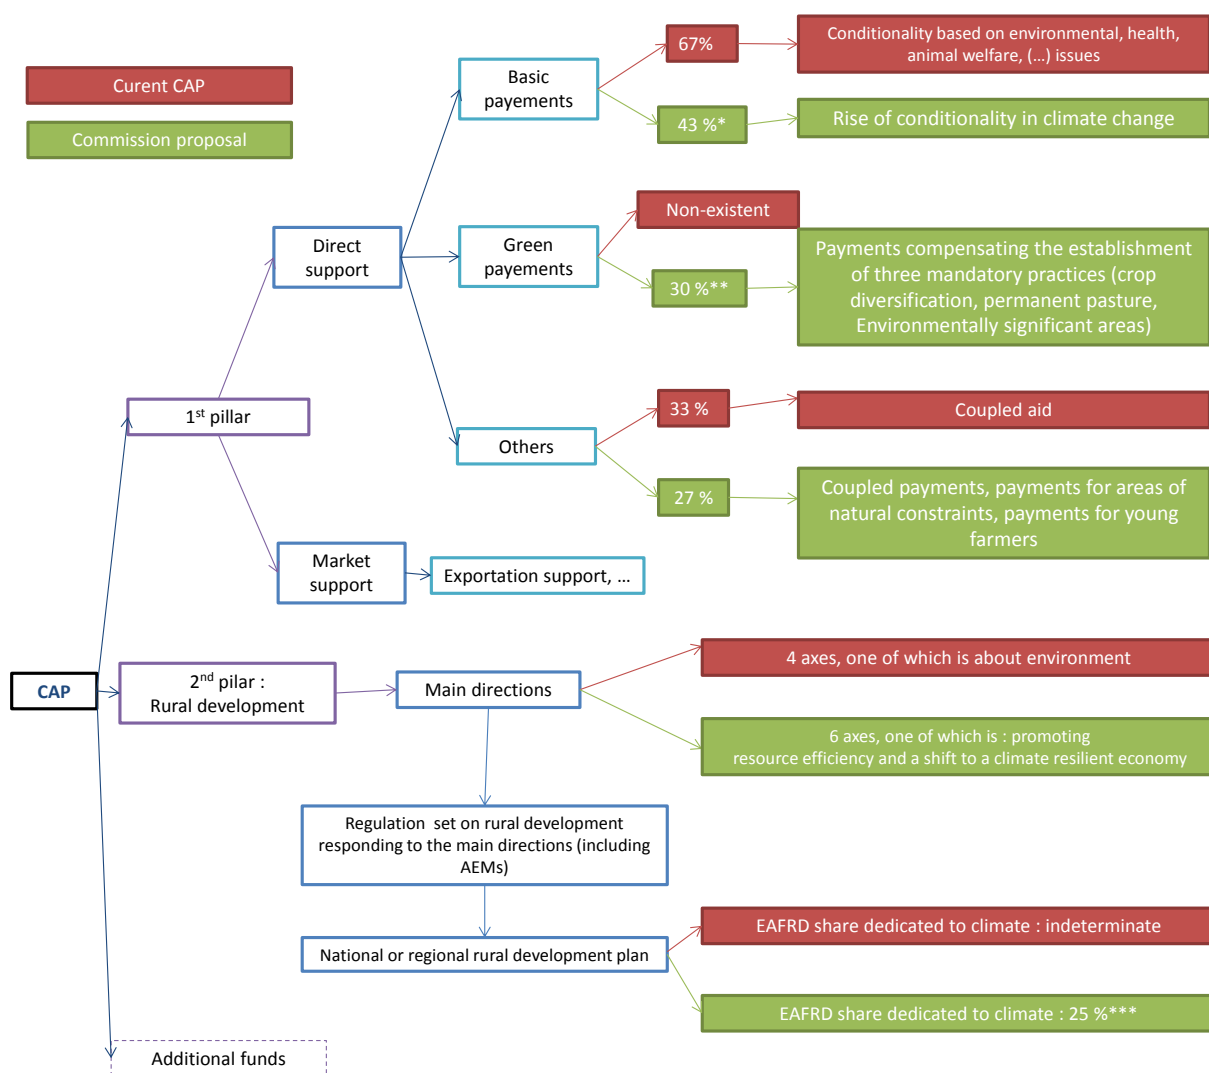 Curent CAP
Commission proposal
Basic
payements
67%
Conditionality based on environmental, health,
animal welfare, (...) issues
43 %*
Rise of conditionality in climate change
Direct
support
Green
payements
Non-existent
30 %**
Payments compensating the establishment
of three mandatory practices (crop
diversification, permanent pasture,
Environmentally significant areas)
1st pillar
Others
33 %
Coupled aid
27 %
Coupled payments, payments for areas of
natural constraints, payments for young
farmers
Market
support
Exportation support, ...
CAP
2nd pilar :
Rural development
Main directions
4 axes, one of which is about environment
6 axes, one of which is : promoting
resource efficiency and a shift to a climate resilient economy
Regulation set on rural development
responding to the main directions (including
AEMs)
National or regional rural development plan
EAFRD share dedicated to climate : indeterminate
EAFRD share dedicated to climate : 25 %***
Additional funds